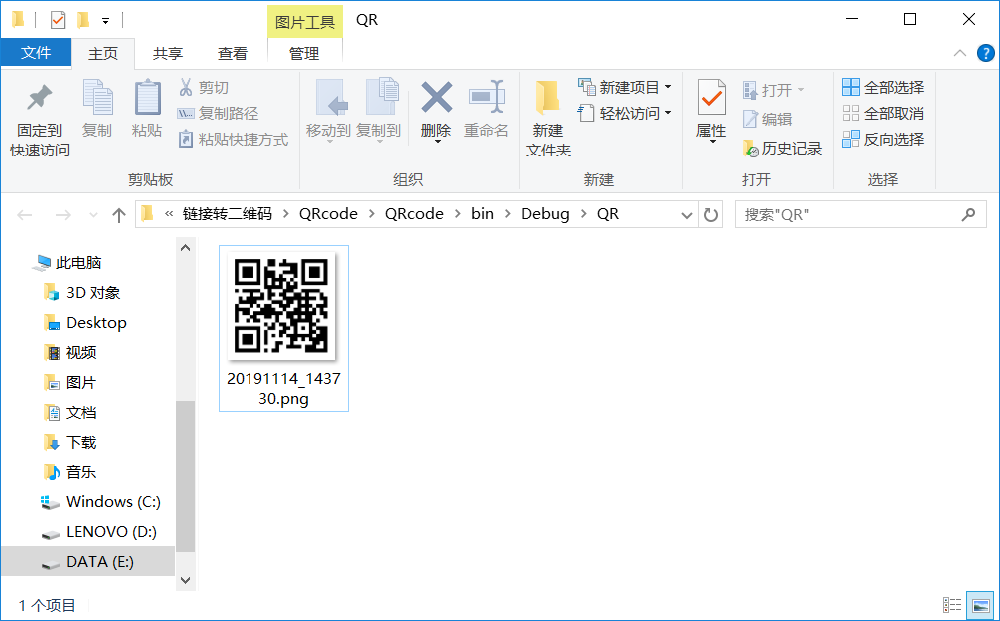 图片工具
QR
文件
主页
共享
查看
管理
固定到
快速访问
复制
粘贴
剪切
复制路径
粘贴快捷方式
剪贴板
移动到
复制到
删除
重命名
组织
新建
文件夹
新建项目
轻松访问
新建
属性
打开
编辑
历史记录
打开
全部选择
全部取消
反向选择
选择
« 链接转二维码 > QRcode > QRcode > bin > Debug > QR
搜索"QR"
此电脑
3D 对象
Desktop
视频
图片
文档
下载
音乐
Windows (C:)
LENOVO (D:)
DATA (E:)
20191114_1437
30.png
1 个项目